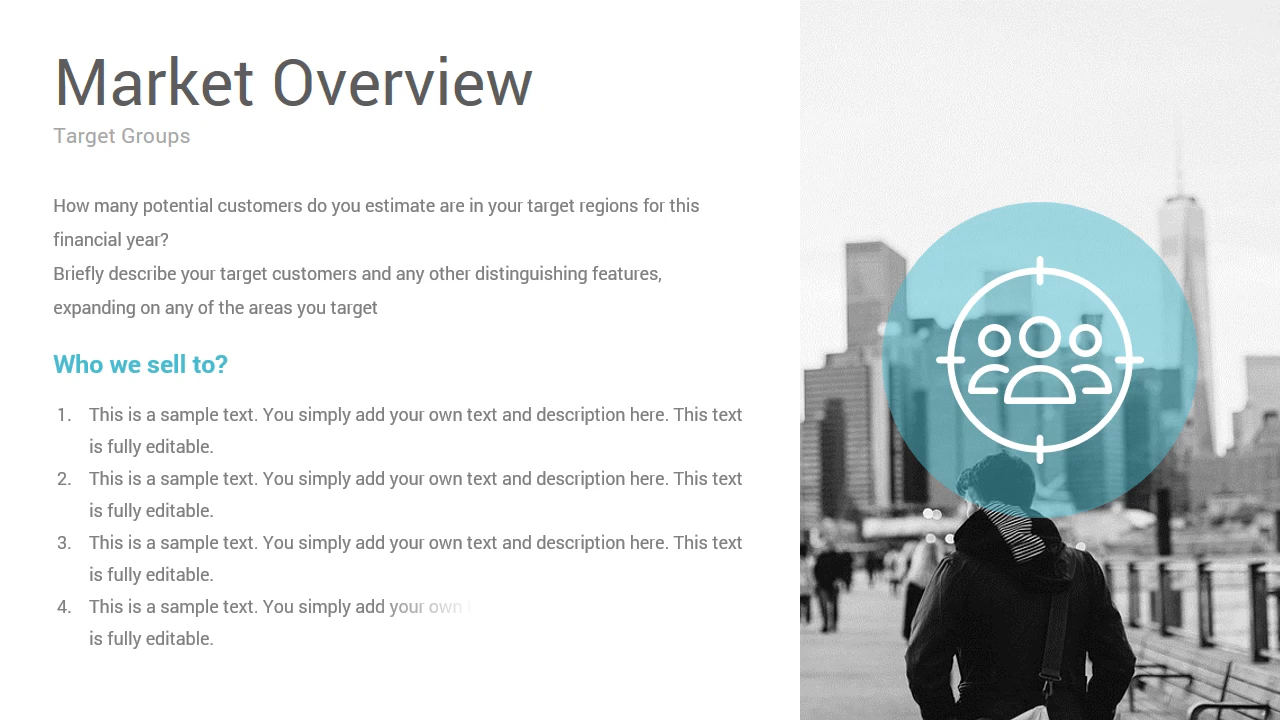 Market Overview
Target Groups
How many potential customers do you estimate are in your target regions for this
financial year?
Briefly describe your target customers and any other distinguishing features,
expanding on any of the areas you target
Who we sell to?
1. This is a sample text. You simply add your own text and description here. This text
is fully editable.
2. This is a sample text. You simply add your own text and description here. This text
is fully editable.
3. This is a sample text. You simply add your own text and description here. This text
is fully editable.
4. This is a sample text. You simply add your own
is fully editable.